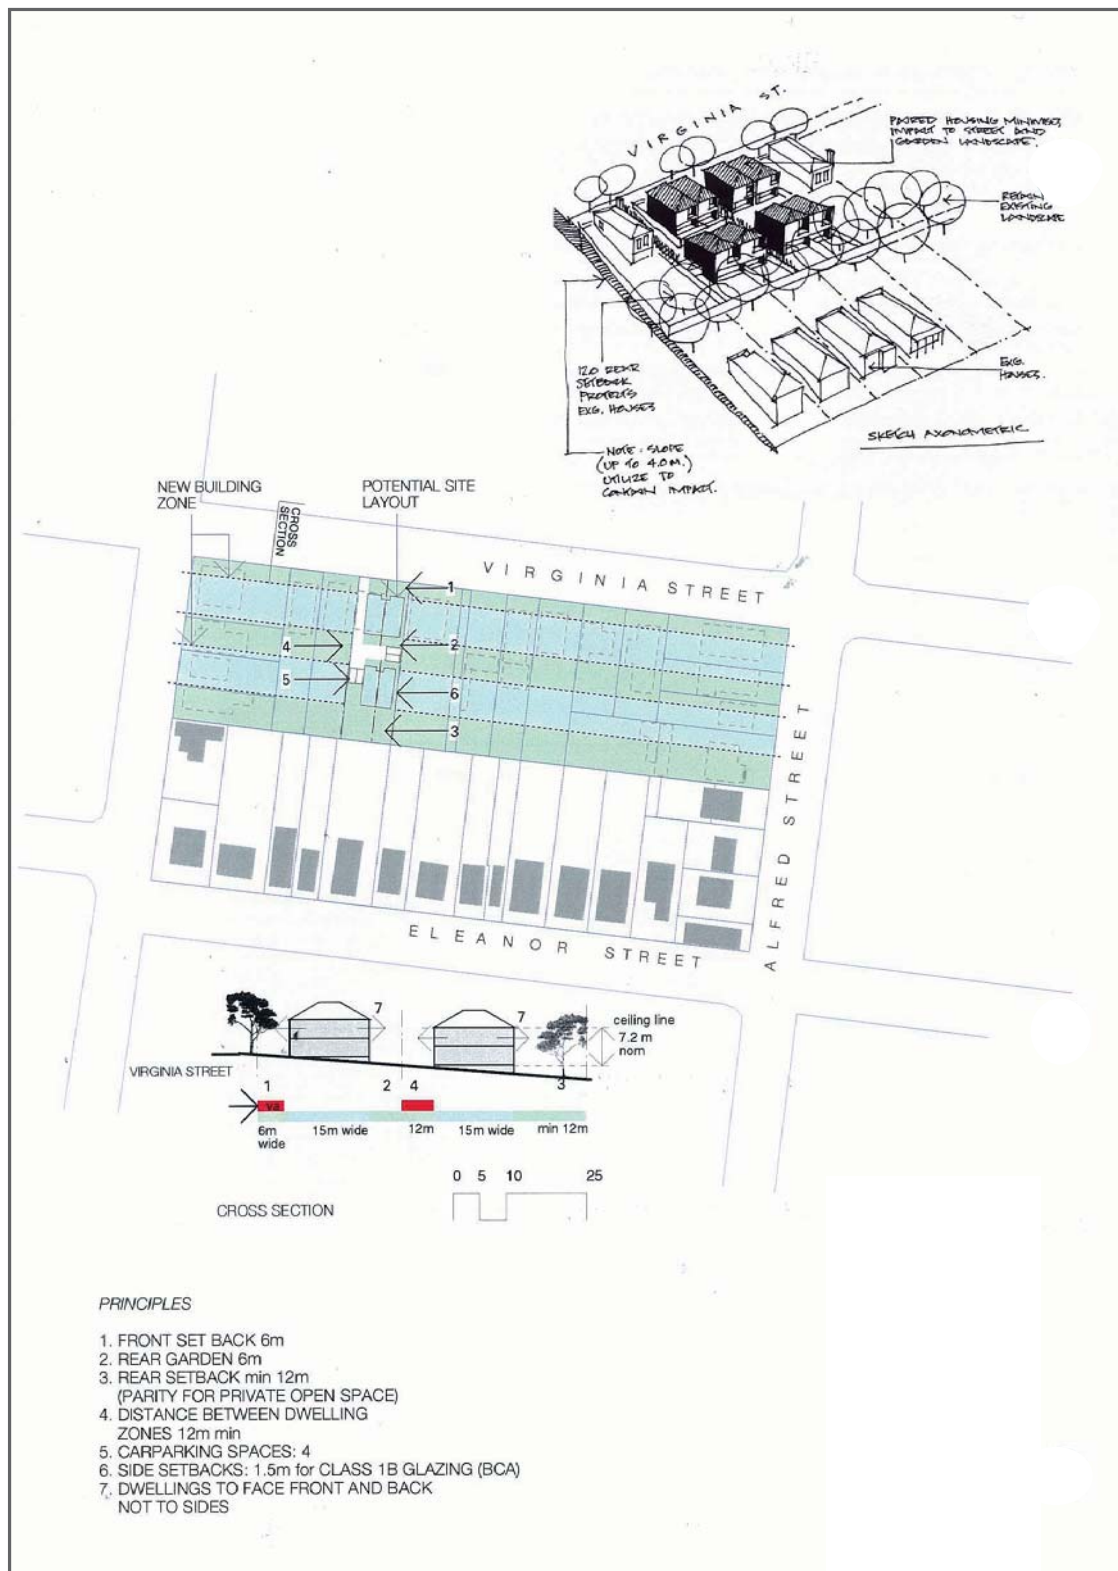 VIRGINIA ST.
PAIRED HOUSING MINIMISES
IMPACT TO STREET AND
GARDEN LANDSCAPE.
RETAIN
EXISTING
LANDSCAPE
12.0 REAR
SETBACK
PROTECTS
EXG. HOUSES
EXG.
HOUSES.
SKETCH AXONOMETRIC
NOTE: SLOPE
(UP TO 4.0M.)
UTILIZE TO
CONTAIN IMPACT.
NEW BUILDING
ZONE
CROSS
SECTION
POTENTIAL SITE
LAYOUT
VIRGINIA STREET
1
4
2
5
6
3
ALFRED STREET
ELEANOR STREET
7
7
ceiling line
7.2 m
nom
VIRGINIA STREET
1
2
4
3
6m
wide
15m wide
12m
15m wide
min 12m
0 5 10 25
CROSS SECTION
PRINCIPLES
1. FRONT SET BACK 6m
2. REAR GARDEN 6m
3. REAR SETBACK min 12m
(PARITY FOR PRIVATE OPEN SPACE)
4. DISTANCE BETWEEN DWELLING
ZONES 12m min
5. CARPARKING SPACES: 4
6. SIDE SETBACKS: 1.5m for CLASS 1B GLAZING (BCA)
7. DWELLINGS TO FACE FRONT AND BACK
NOT TO SIDES